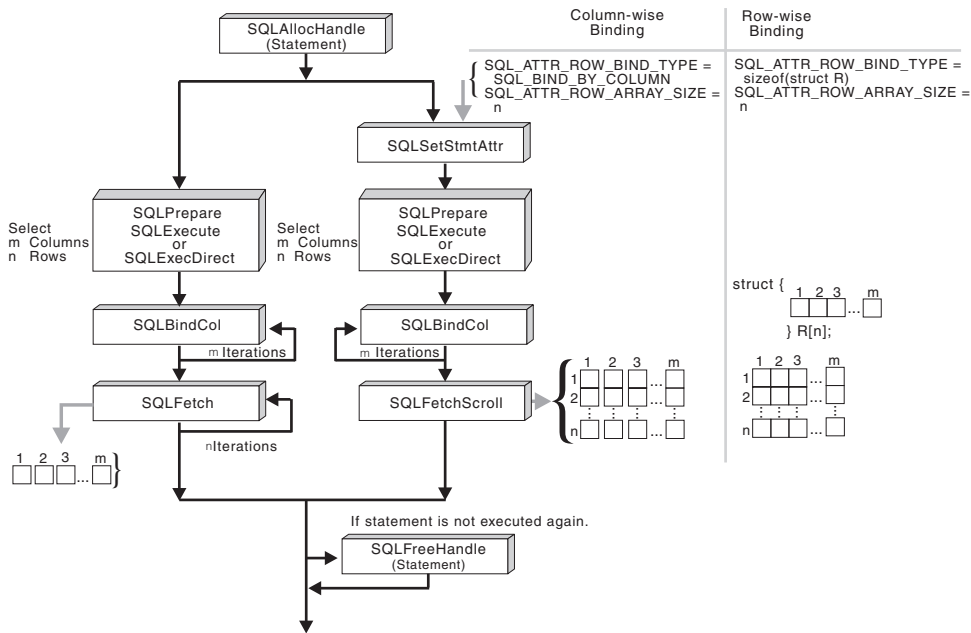 SQLAllocHandle
(Statement)
Column-wise
Binding
Row-wise
Binding
SQL_ATTR_ROW_BIND_TYPE =
SQL_BIND_BY_COLUMN
SQL_ATTR_ROW_ARRAY_SIZE =
n
SQL_ATTR_ROW_BIND_TYPE =
sizeof(struct R)
SQL_ATTR_ROW_ARRAY_SIZE =
n
SQLSetStmtAttr
Select
m Columns
n Rows
SQLPrepare
SQLExecute
or
SQLExecDirect
Select
m Columns
n Rows
SQLPrepare
SQLExecute
or
SQLExecDirect
struct {
1 2 3 m
...
} R[n];
SQLBindCol
m Iterations
SQLBindCol
m Iterations
SQLFetch
nIterations
1 2 3 m
... }
SQLFetchScroll
{
1 2 3 m
1 ...
2 ...
n ...
1 2 3 m
1 ...
2 ...
n ...
If statement is not executed again.
SQLFreeHandle
(Statement)